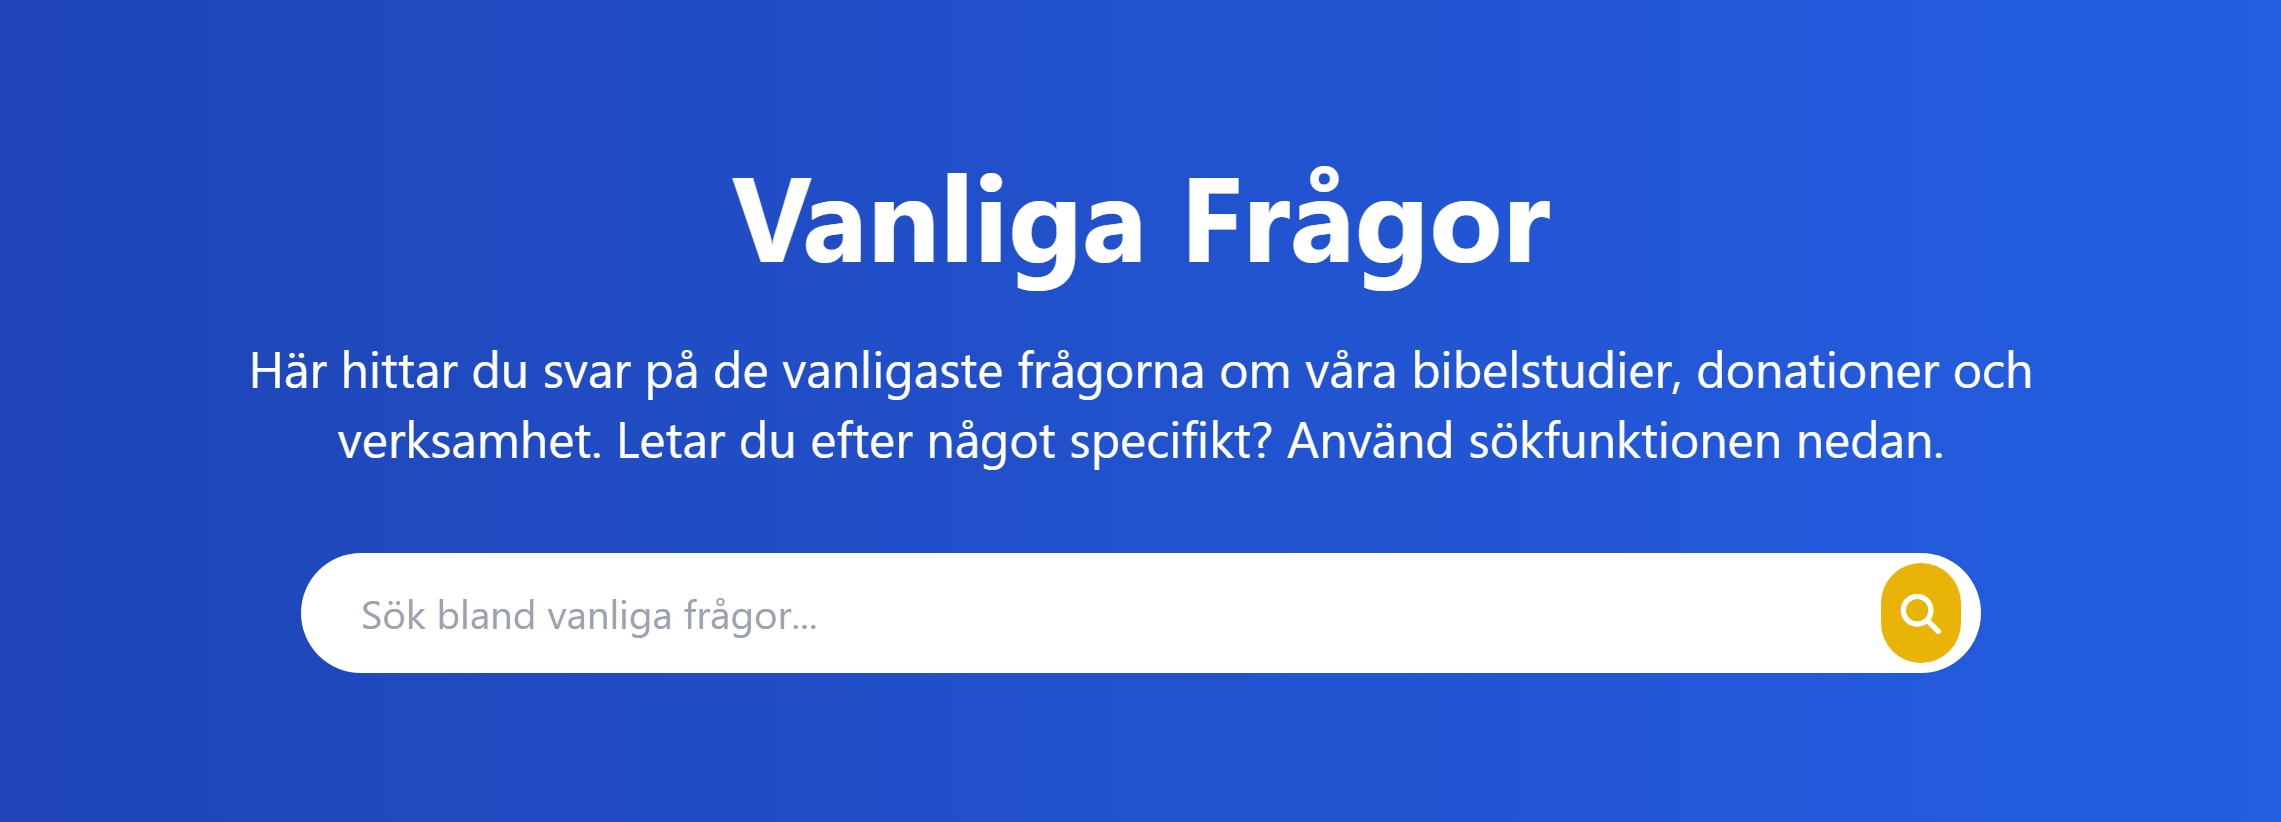 Vanliga Frågor
Här hittar du svar på de vanligaste frågorna om våra bibelstudier, donationer och
verksamhet. Letar du efter något specifikt? Använd sökfunktionen nedan.
Sök bland vanliga frågor...